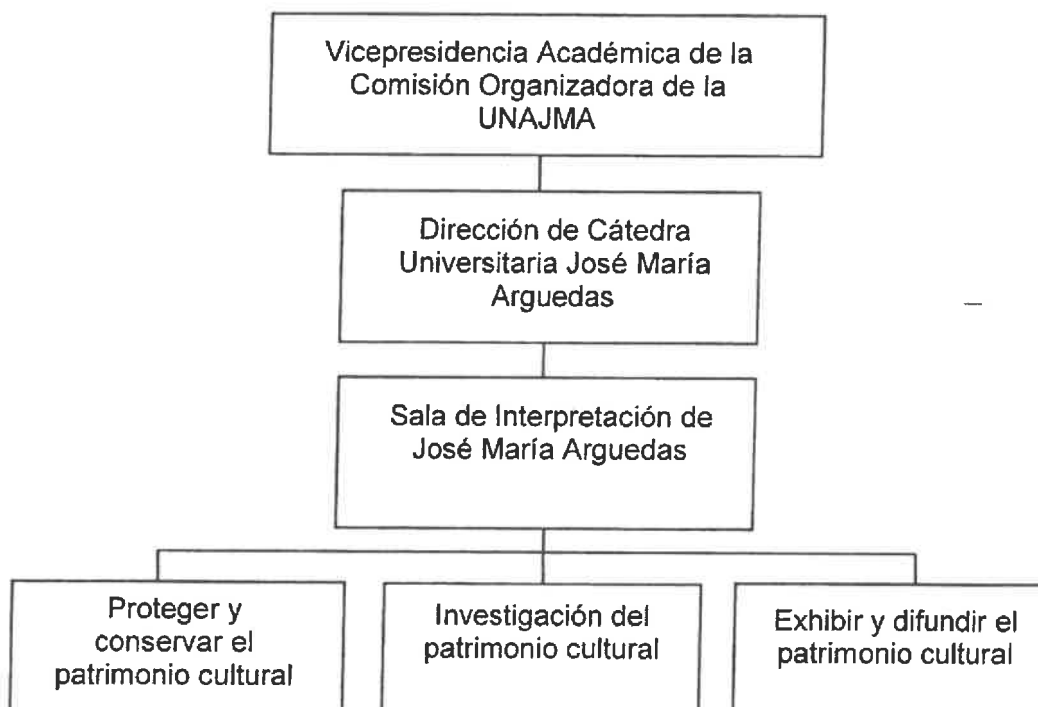 Vicepresidencia Académica de la
Comisión Organizadora de la
UNAJMA
Dirección de Cátedra
Universitaria José María
Arguedas
Sala de Interpretación de
José María Arguedas
Proteger y
conservar el
patrimonio cultural
Investigación del
patrimonio cultural
Exhibir y difundir el
patrimonio cultural